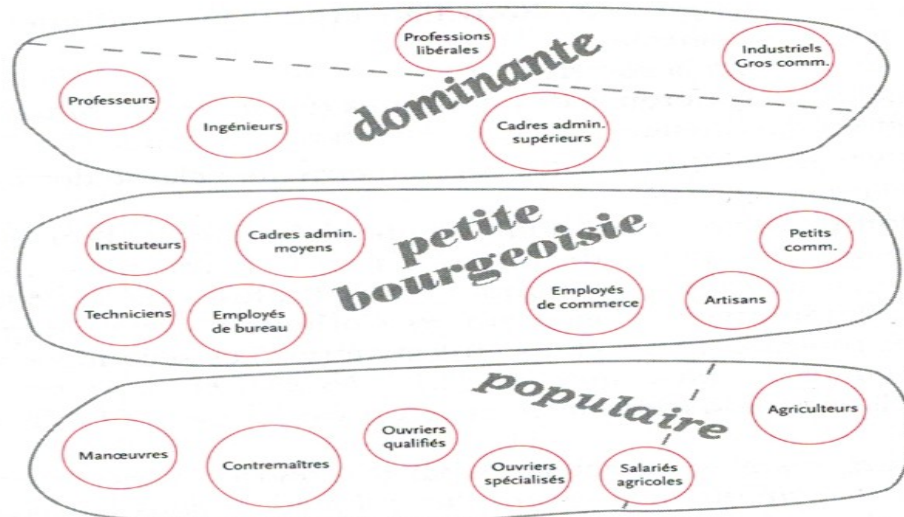 Professions
libérales
Industriels
Gros comm.
dominante
Professeurs
Ingénieurs
Cadres admin.
supérieurs
petite
bourgeoisie
Instituteurs
Cadres admin.
moyens
Petits
comm.
Techniciens
Employés
de bureau
Employés
de commerce
Artisans
populaire
Agriculteurs
Manœuvres
Contremaîtres
Ouvriers
qualifiés
Ouvriers
spécialisés
Salariés
agricoles